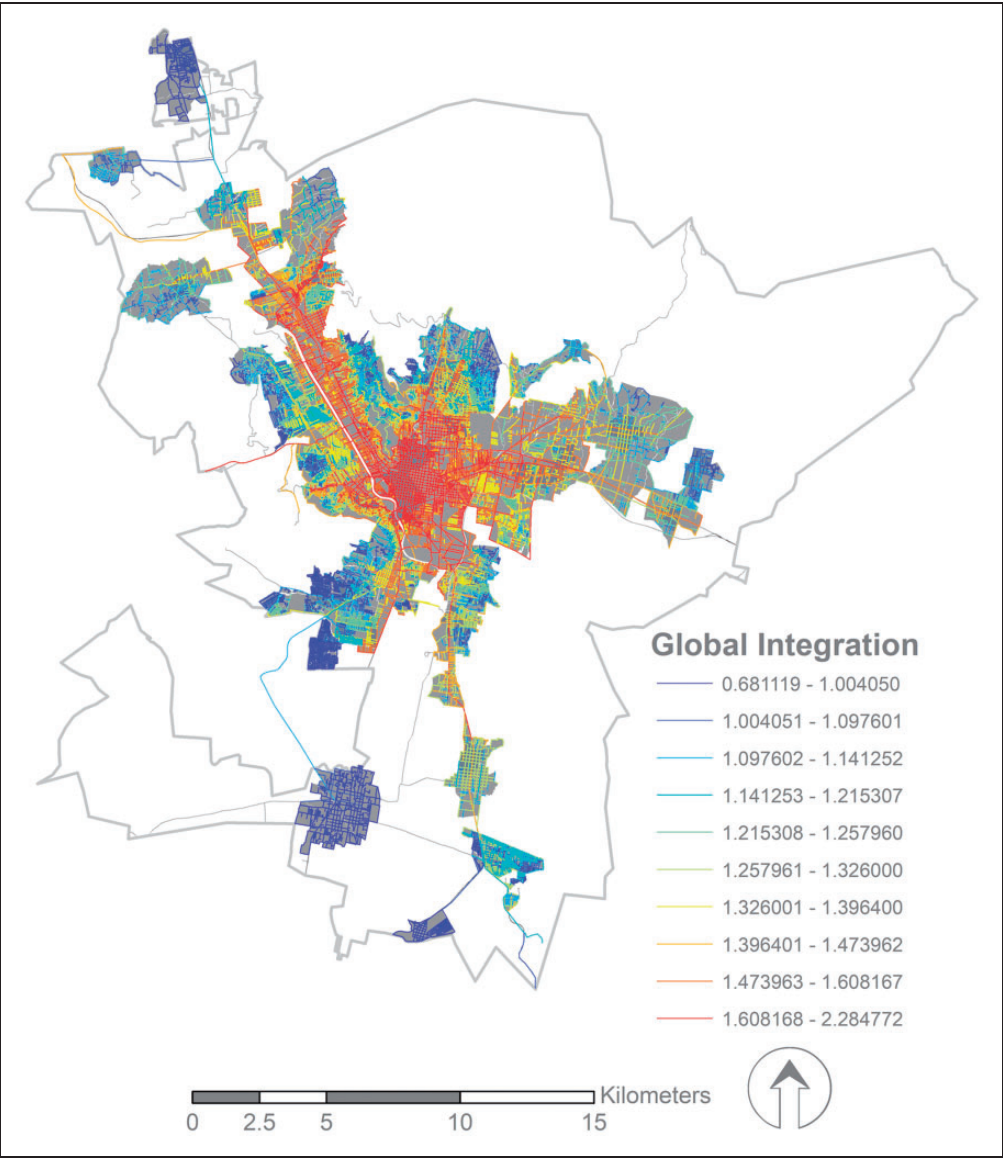 Global Integration
0.681119 - 1.004050
1.004051 - 1.097601
1.097602 - 1.141252
1.141253 - 1.215307
1.215308 - 1.257960
1.257961 - 1.326000
1.326001 - 1.396400
1.396401 - 1.473962
1.473963 - 1.608167
1.608168 - 2.284772
Kilometers
0 2.5 5 10 15